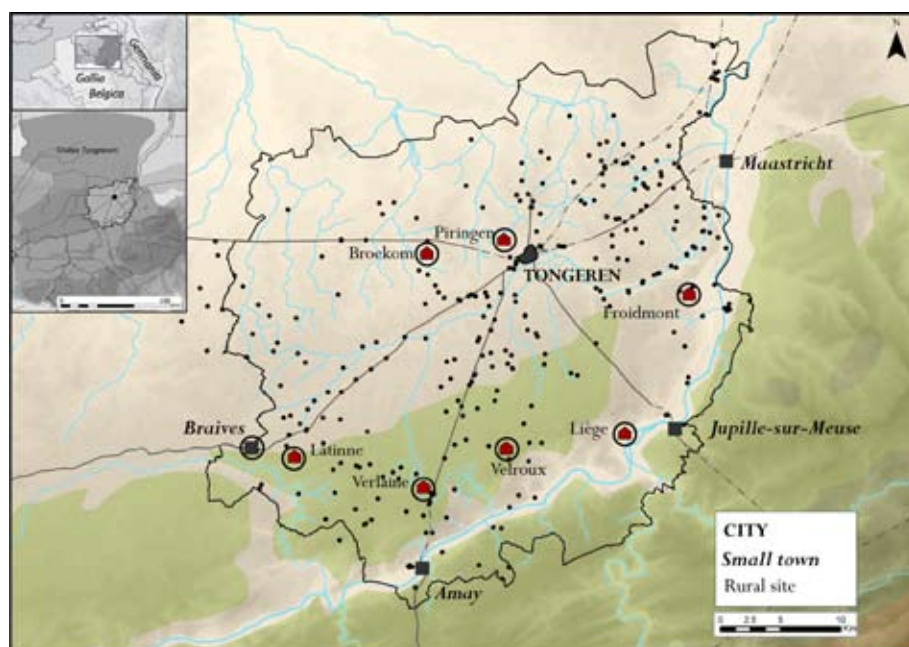 Gallia
Belgica
Germania
Civitas Tungrorum
N
Maastricht
Piringen
Broekom
TONGEREN
Froidmont
Braives
Liège
Jupille-sur-Meuse
Lâtinne
Velroux
Verlaine
Amay
CITY
Small town
Rural site
0 2.5 5 10